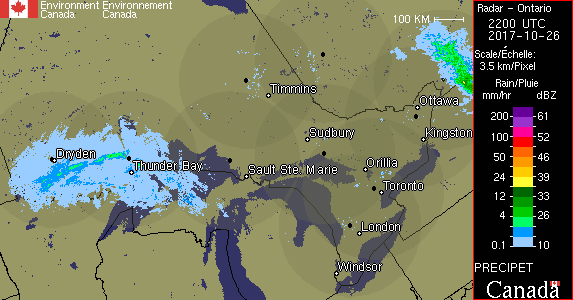 Environment Environnement
Canada Canada
100 KM
Timmins
Ottawa
Sudbury
Kingston
Dryden
Thunder Bay
Sault Ste. Marie
Orillia
Toronto
London
Windsor
Radar - Ontario
2200 UTC
2017-10-26
Scale/Échelle:
3.5 km/Pixel
Rain/Pluie
mm/hr dBZ
200 61
100 52
50 46
24 39
12 33
4 26
0.1 10
PRECIPET
Canada